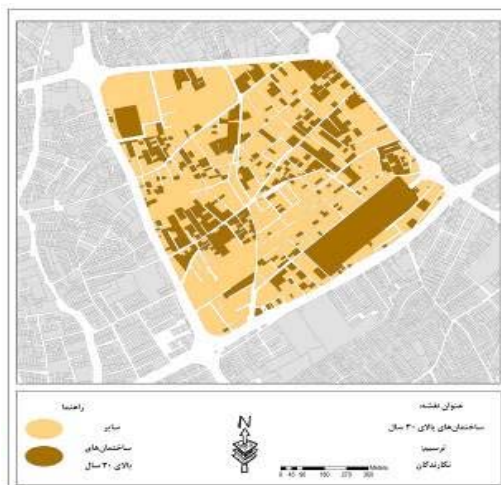 عنوان نقشه:
ساختمان‌های بالای ۳۰ سال
ترسیم:
نگارندگان
N
Meters
راهنما
سایر
ساختمان‌های
بالای ۳۰ سال